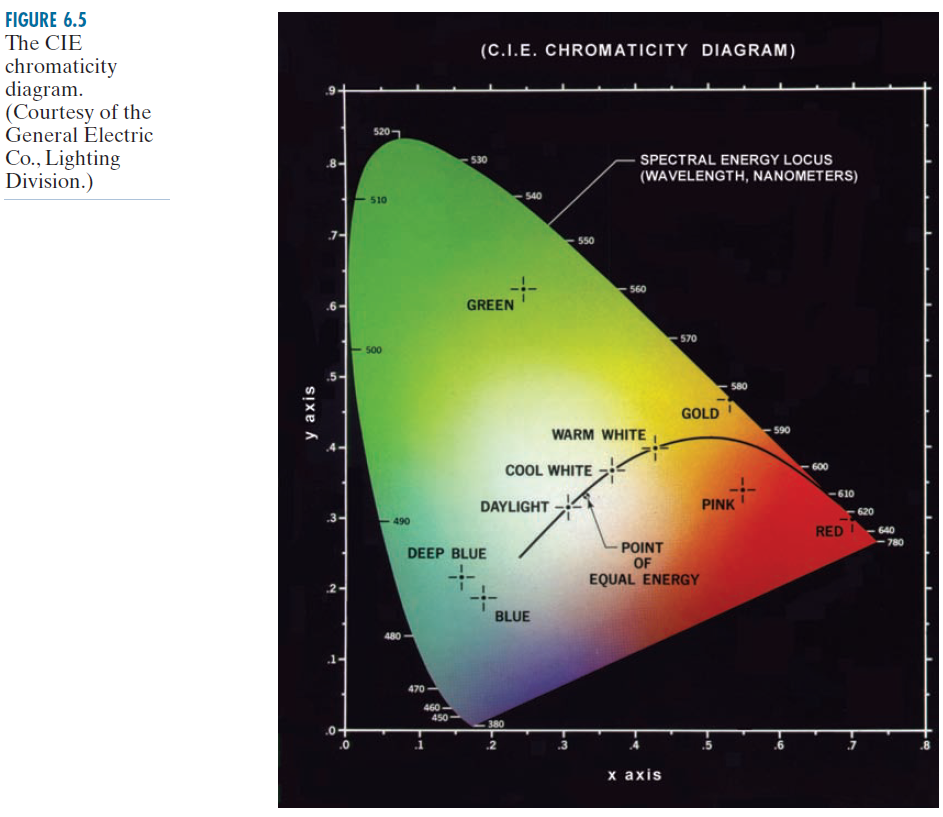 FIGURE 6.5
The CIE
chromaticity
diagram.
(Courtesy of the
General Electric
Co., Lighting
Division.)
(C.I.E. CHROMATICITY DIAGRAM)
.9
.8
.7
.6
.5
.4
.3
.2
.1
.0
y axis
520
530
SPECTRAL ENERGY LOCUS
(WAVELENGTH, NANOMETERS)
510
540
550
560
GREEN
570
500
580
GOLD
590
WARM WHITE
600
COOL WHITE
610
DAYLIGHT
PINK
620
RED
640
490
780
DEEP BLUE
POINT
OF
EQUAL ENERGY
BLUE
480
470
460
450
380
.0 .1 .2 .3 .4 .5 .6 .7 .8
x axis